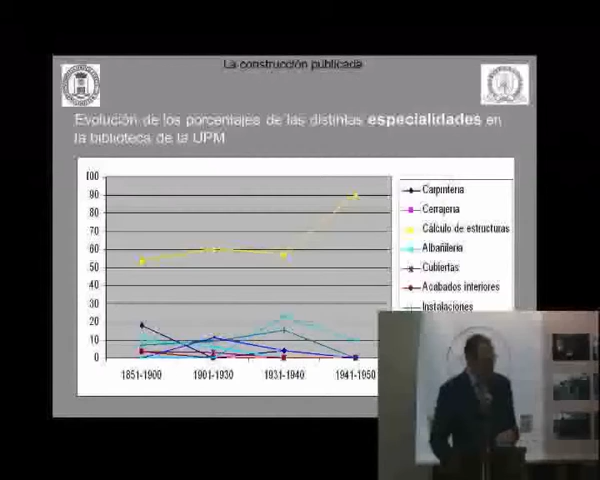 La construcción publicada
Evolución de los porcentajes de las distintas especialidades en
la biblioteca de la UPM
100
90
80
70
60
50
40
30
20
10
0
1851-1900 1901-1930 1931-1940 1941-1950
Carpintería
Cerrajería
Cálculo de estructuras
Albañilería
Cubiertas
Acabados interiores
Instalaciones